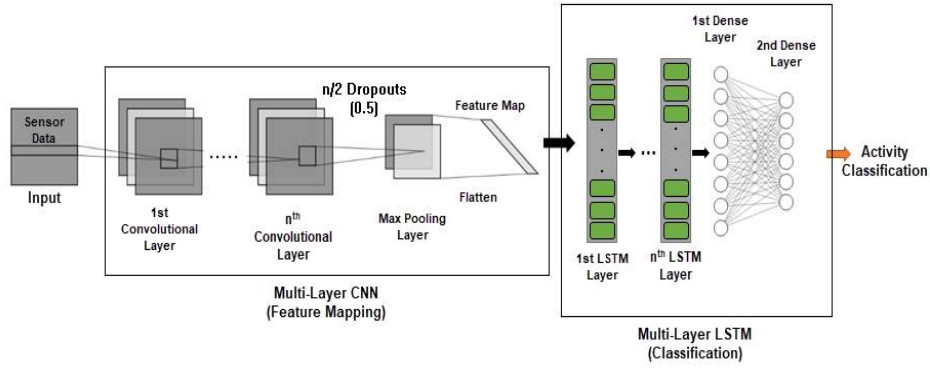 Sensor
Data
Input
1st
Convolutional
Layer
n/2 Dropouts
(0.5)
nth
Convolutional
Layer
Max Pooling
Layer
Feature Map
Flatten
Multi-Layer CNN
(Feature Mapping)
1st Dense
Layer
2nd Dense
Layer
1st LSTM
Layer
nth LSTM
Layer
Multi-Layer LSTM
(Classification)
Activity
Classification